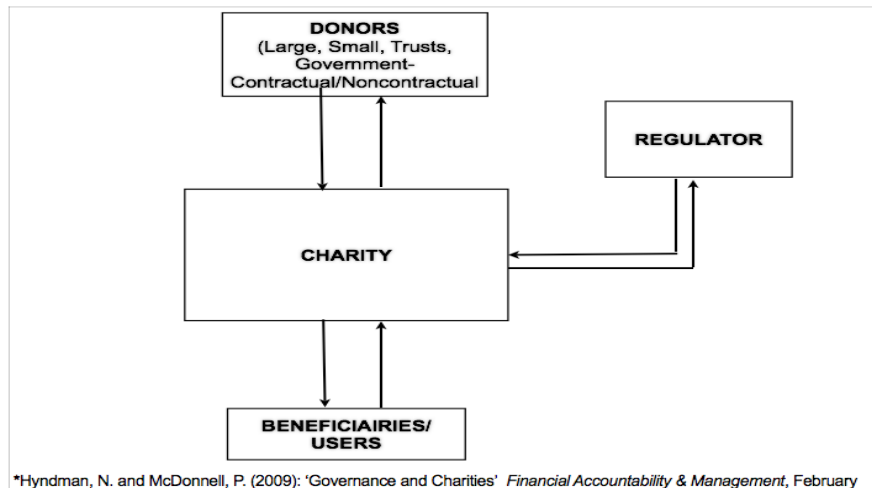 DONORS
(Large, Small, Trusts,
Government-
Contractual/Noncontractual
REGULATOR
CHARITY
BENEFICIAIRIES/
USERS
*Hyndman, N. and McDonnell, P. (2009): ‘Governance and Charities’ Financial Accountability & Management, February